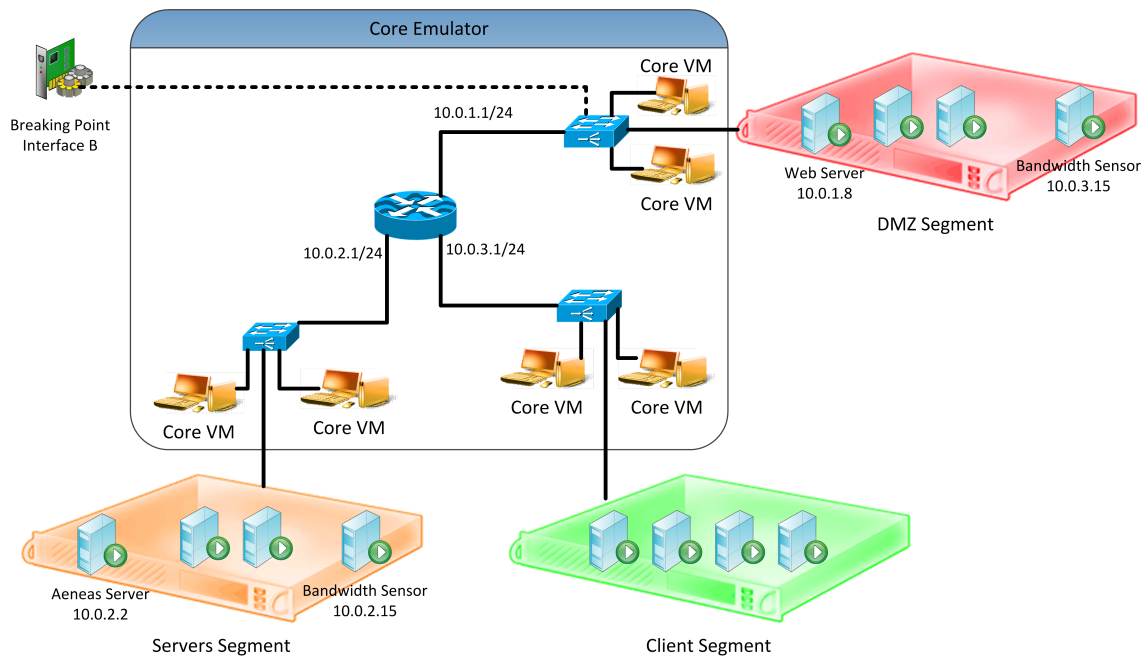 Core Emulator
Core VM
10.0.1.1/24
Breaking Point
Interface B
Web Server
10.0.1.8
Bandwidth Sensor
10.0.3.15
Core VM
DMZ Segment
10.0.2.1/24
10.0.3.1/24
Core VM
Core VM
Core VM
Core VM
Aeneas Server
10.0.2.2
Bandwidth Sensor
10.0.2.15
Servers Segment
Client Segment